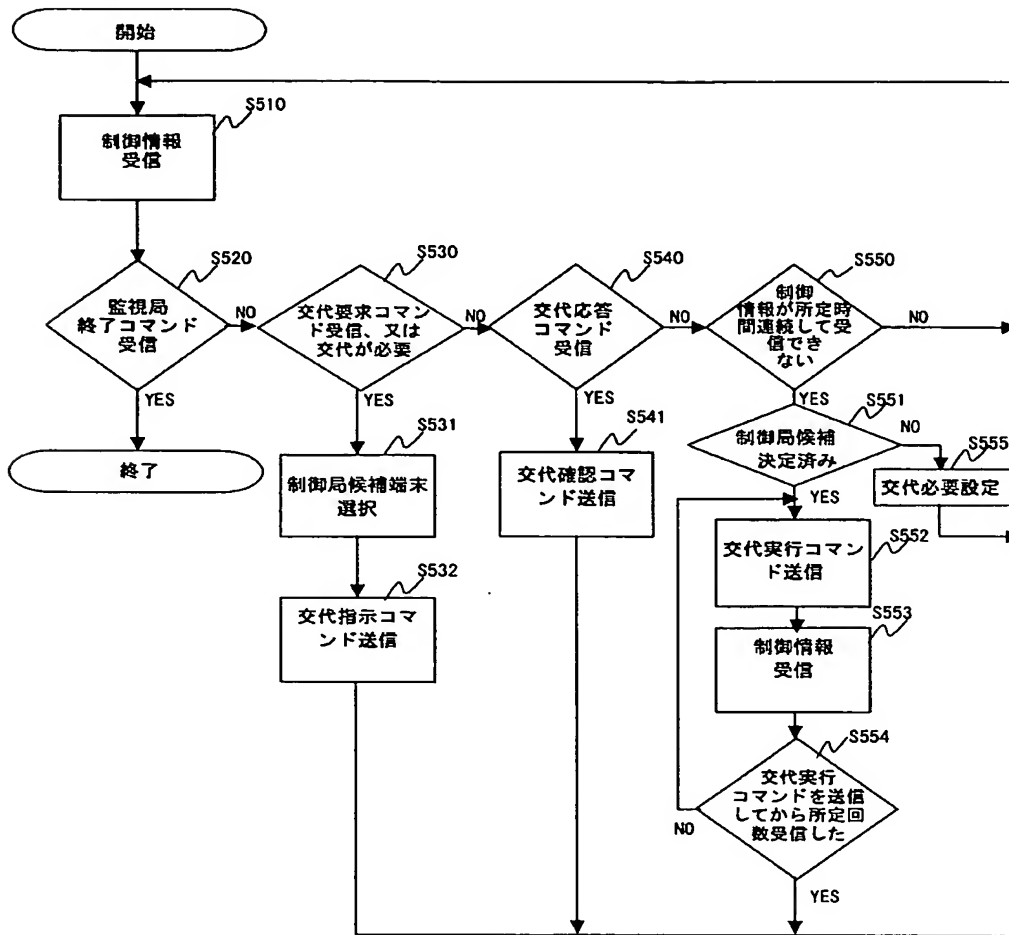 開始
S510
制御情報
受信
S520
監視局
終了コマンド
受信
NO
YES
終了
S530
交代要求コマン
ド受信、又は
交代が必要
NO
YES
S531
制御局候補端末
選択
S532
交代指示コマ
ンド送信
S540
交代応答
コマンド
受信
NO
YES
S541
交代確認コマ
ンド送信
S550
制御
情報が所定時
間連続して受
信でき
ない
NO
YES
S551
制御局候補
決定済み
NO
YES
S555
交代必要設定
S552
交代実行コマ
ンド送信
S553
制御情報
受信
S554
交代実行
コマンドを送信
してから所定回
数受信した
NO
YES